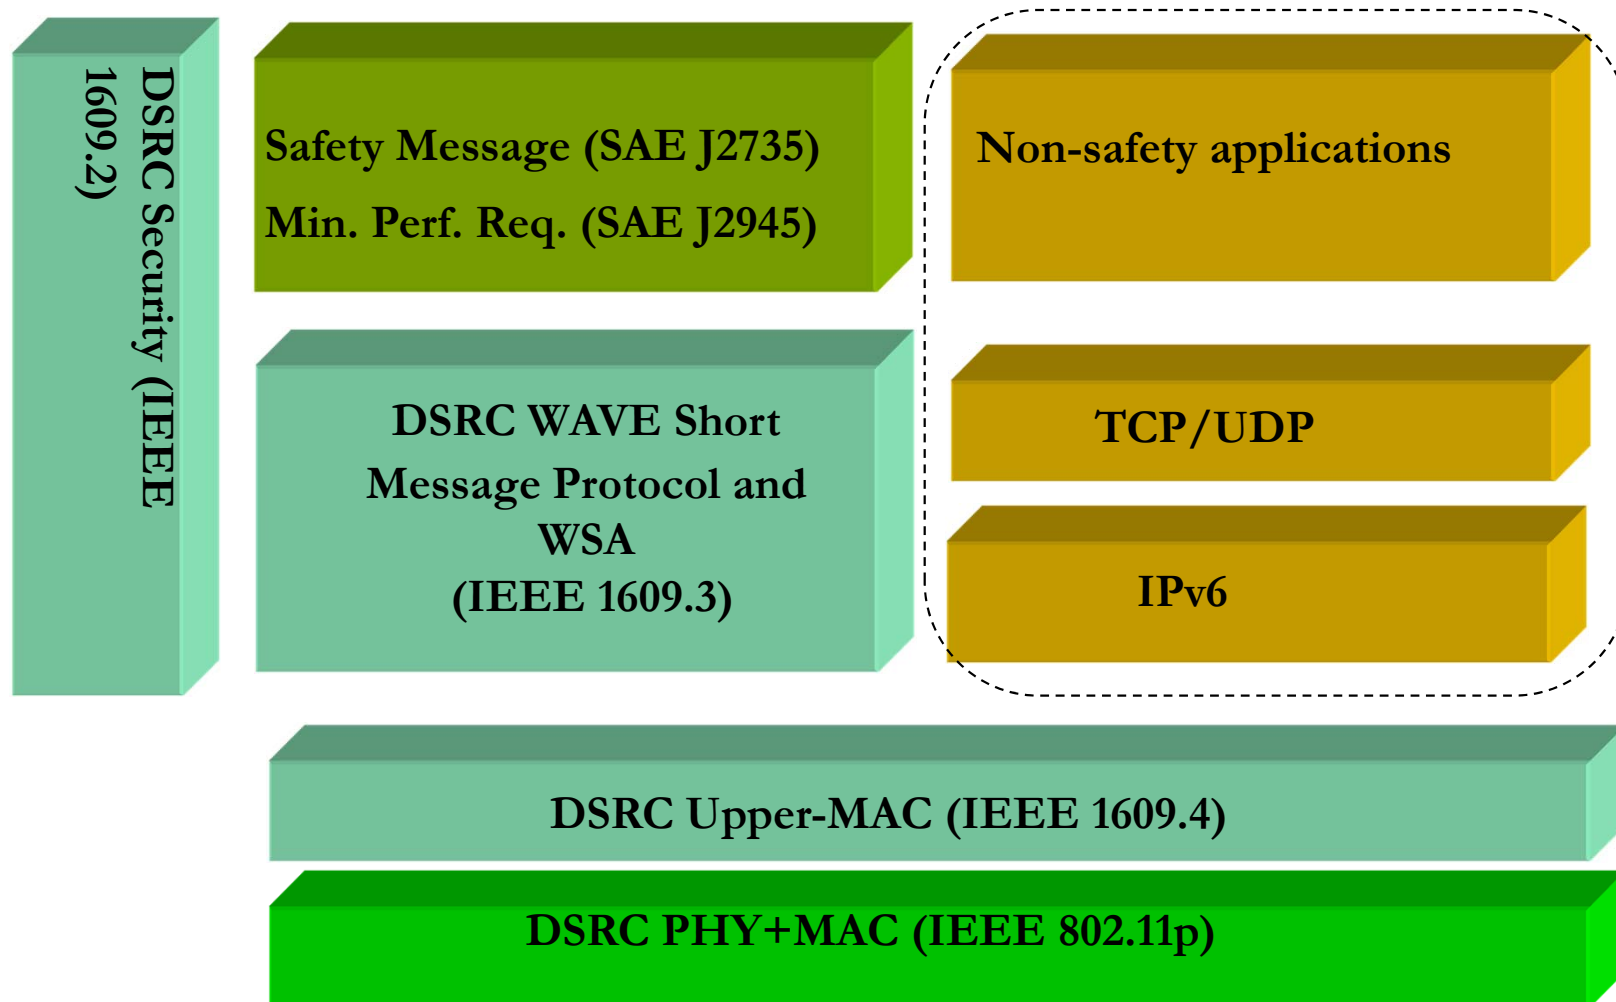 DSRC Security (IEEE
1609.2)
Safety Message (SAE J2735)
Min. Perf. Req. (SAE J2945)
Non-safety applications
DSRC WAVE Short
Message Protocol and
WSA
(IEEE 1609.3)
TCP/UDP
IPv6
DSRC Upper-MAC (IEEE 1609.4)
DSRC PHY+MAC (IEEE 802.11p)